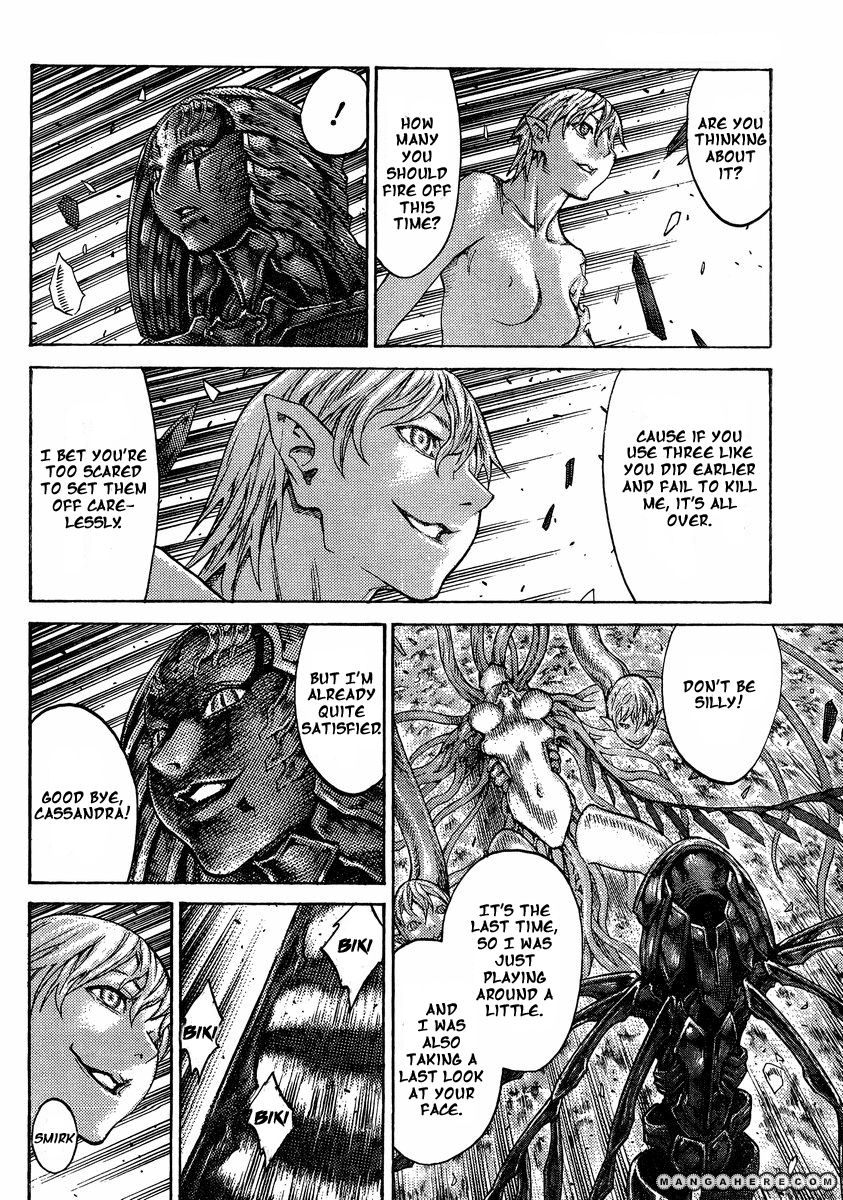 ARE YOU
THINKING
ABOUT
IT?
HOW
MANY
YOU
SHOULD
FIRE OFF
THIS
TIME?
!
CAUSE IF YOU
USE THREE LIKE
YOU DID EARLIER
AND FAIL TO KILL
ME, IT'S ALL
OVER.
I BET YOU'RE
TOO SCARED
TO SET THEM
OFF CARE-
LESSLY.
DON'T BE
SILLY!
IT'S THE
LAST TIME,
SO I WAS
JUST
PLAYING
AROUND A
LITTLE.
AND
I WAS
ALSO
TAKING A
LAST LOOK
AT YOUR
FACE.
BUT I'M
ALREADY
QUITE
SATISFIED.
GOOD BYE,
CASSANDRA!
BIKI
BIKI
BIKI
SMIRK
MANGAHERE.COM